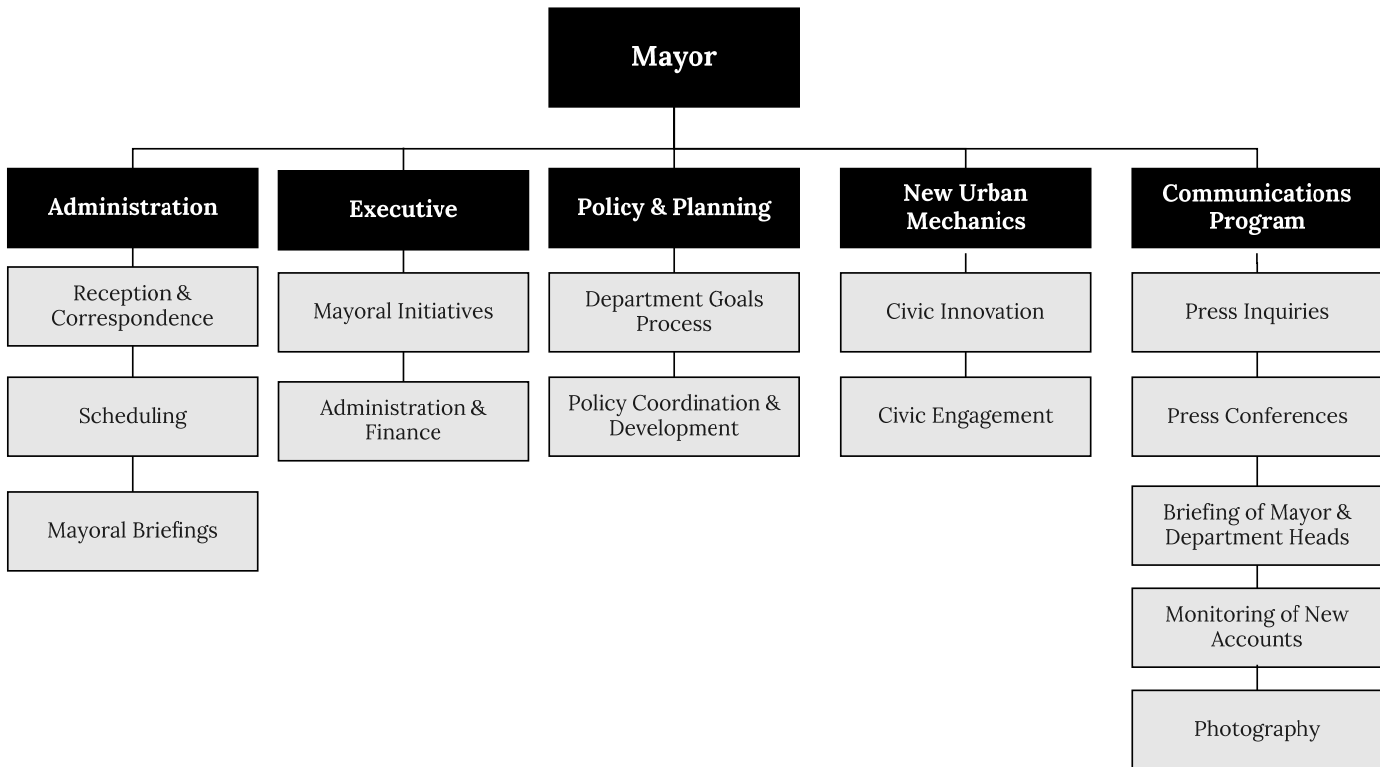 Mayor
Administration
Executive
Policy & Planning
New Urban
Mechanics
Communications
Program
Reception &
Correspondence
Scheduling
Mayoral Briefings
Mayoral Initiatives
Administration &
Finance
Department Goals
Process
Policy Coordination &
Development
Civic Innovation
Civic Engagement
Press Inquiries
Press Conferences
Briefing of Mayor &
Department Heads
Monitoring of New
Accounts
Photography